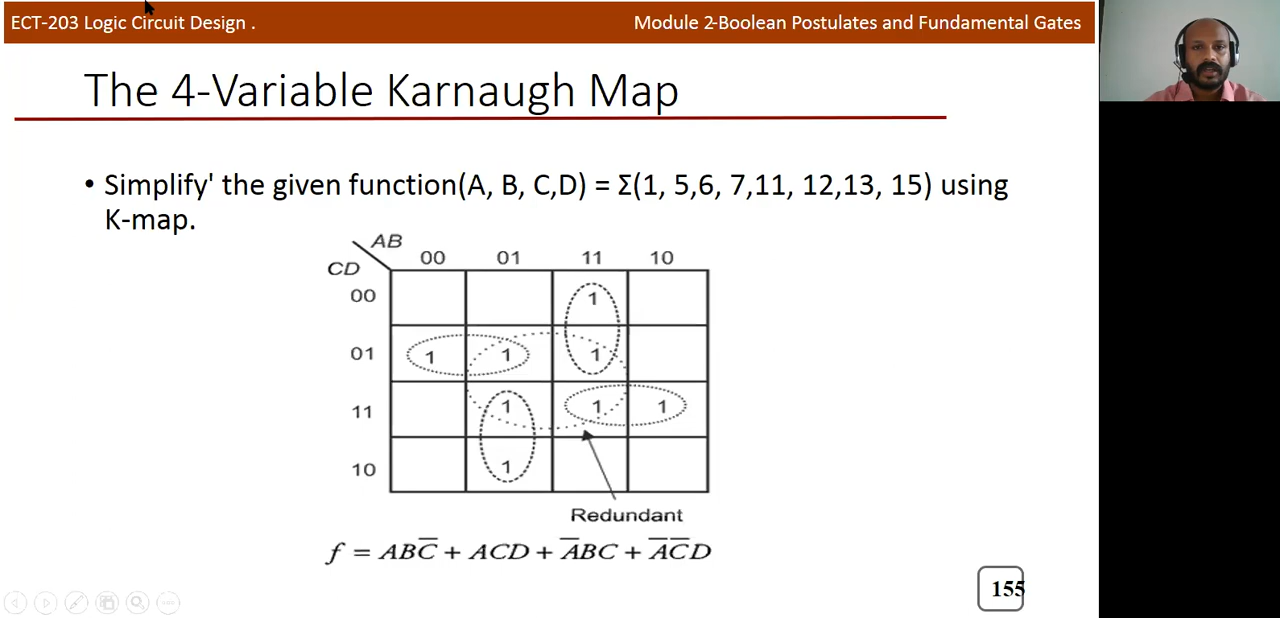 ECT-203 Logic Circuit Design .
Module 2-Boolean Postulates and Fundamental Gates
The 4-Variable Karnaugh Map
• Simplify' the given function(A, B, C,D) = Σ(1, 5,6, 7,11, 12,13, 15) using
K-map.
AB
CD
00 01 11 10
00 1
01 1 1 1
11 1 1 1
10 1
Redundant
f = ABC̅ + ACD + A̅BC + A̅C̅D
155